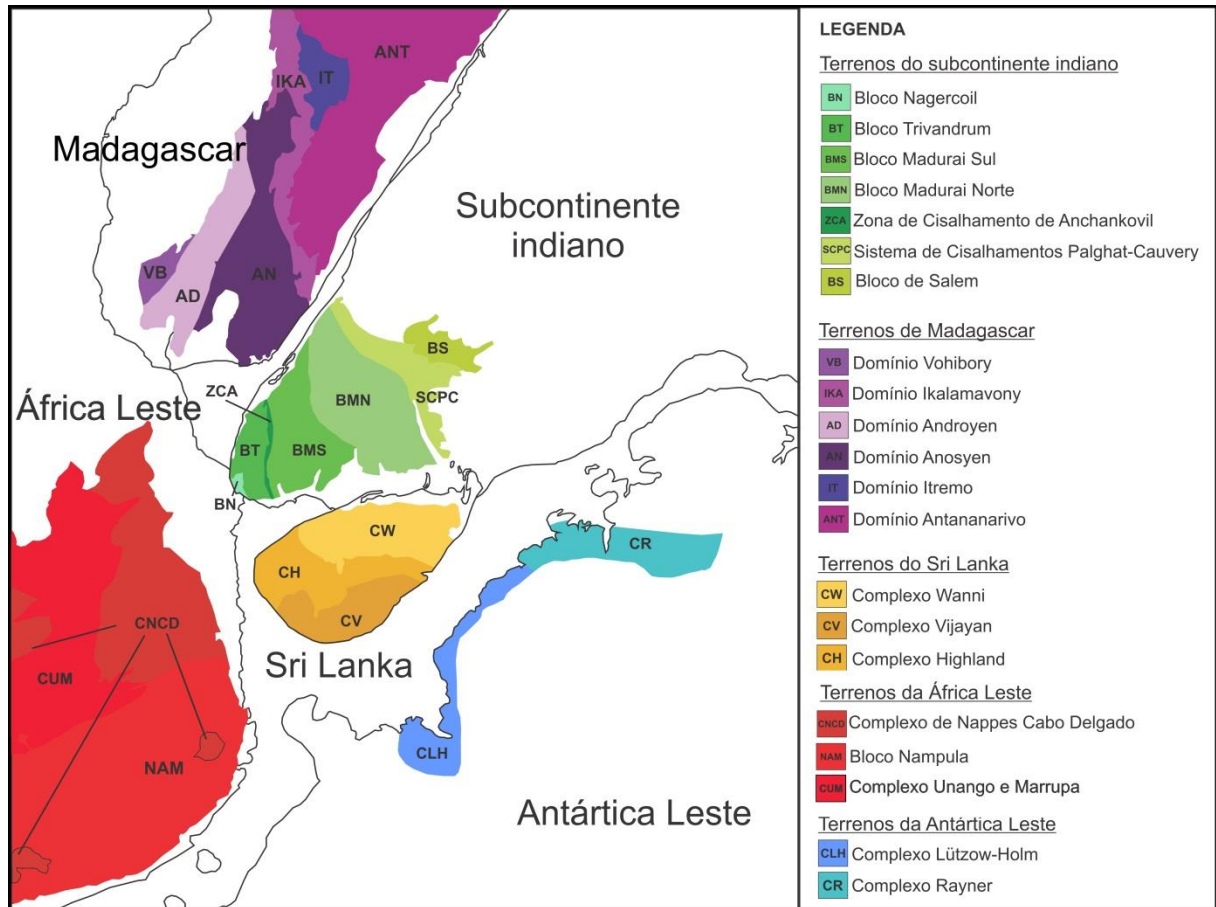 ANT
IT
IKA
Madagascar
Subcontinente
indiano
VB
AD
AN
BS
ZCA
África Leste
SCPC
BMN
BT
BMS
BN
CW
CR
CH
CV
CNCD
Sri Lanka
CUM
CLH
NAM
Antártica Leste
LEGENDA
Terrenos do subcontinente indiano
BN Bloco Nagercoil
BT Bloco Trivandrum
BMS Bloco Madurai Sul
BMN Bloco Madurai Norte
ZCA Zona de Cisalhamento de Anchankovil
SCPC Sistema de Cisalhamentos Palghat-Cauvery
BS Bloco de Salem
Terrenos de Madagascar
VB Domínio Vohibory
IKA Domínio Ikalamavony
AD Domínio Androyen
AN Domínio Anosyen
IT Domínio Itremo
ANT Domínio Antananarivo
Terrenos do Sri Lanka
CW Complexo Wanni
CV Complexo Vijayan
CH Complexo Highland
Terrenos da África Leste
CNCD Complexo de Nappes Cabo Delgado
NAM Bloco Nampula
CUM Complexo Unango e Marrupa
Terrenos da Antártica Leste
CLH Complexo Lützow-Holm
CR Complexo Rayner